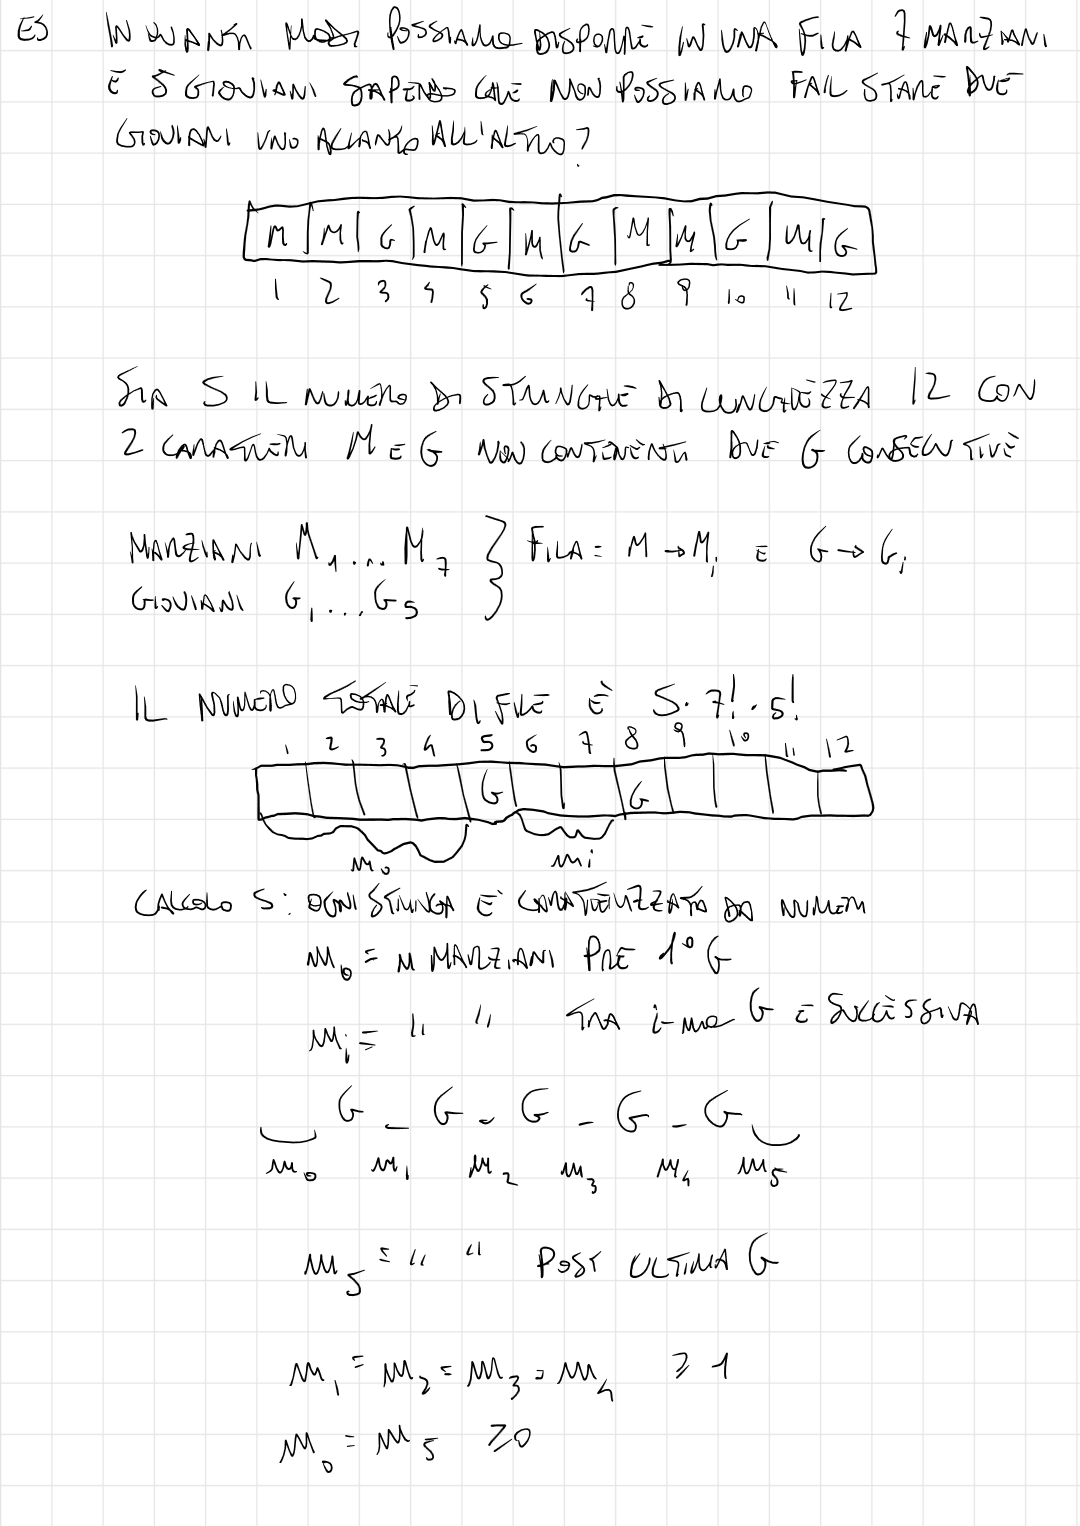 ES IN QUANTI MODI POSSIAMO DISPORRE IN UNA FILA 7 MARZIANI
E 5 GIOVIANI SAPENDO CHE NON POSSIAMO FAR STARE DUE
GIOVIANI UNO ACCANTO ALL'ALTRO?
M M G M G M G M M G M G
1 2 3 4 5 6 7 8 9 10 11 12
SIA S IL NUMERO DI STRINGHE DI LUNGHEZZA 12 CON
2 CARATTERI M E G NON CONTENENTI DUE G CONSECUTIVE
MARZIANI M₁...M₇ } FILA = M → Mᵢ E G → Gᵢ
GIOVIANI G₁...G₅
IL NUMERO TOTALE DI FILE È S · 7! · 5!
1 2 3 4 5 6 7 8 9 10 11 12
G G
m₀ mi
CALCOLO S: OGNI STRINGA E' CARATTERIZZATA DA NUMERI
m₀ = N MARZIANI PRE 1° G
mᵢ = " " TRA i-mo G E SUCCESSIVA
_ G _ G _ G _ G _ G _
m₀ m₁ m₂ m₃ m₄ m₅
m₅ = " " POST ULTIMA G
m₁ = m₂ = m₃ = m₄ ≥ 1
m₀ = m₅ ≥ 0